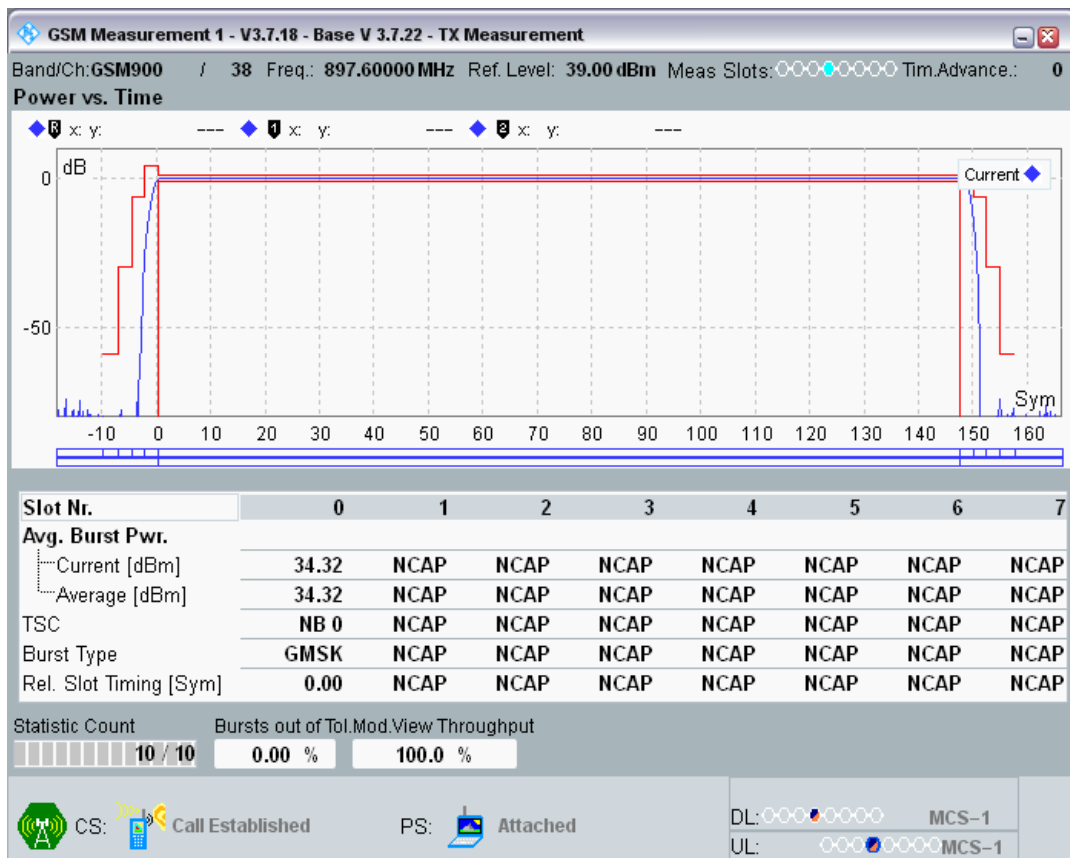 GSM Measurement 1 - V3.7.18 - Base V 3.7.22 - TX Measurement
Band/Ch:GSM900 / 38 Freq.: 897.60000 MHz Ref. Level: 39.00 dBm Meas Slots: Tim.Advance.: 0
Power vs. Time
R x: y: --- 1 x: y: --- 2 x: y: ---
dB
0
Current
-50
Sym
-10 0 10 20 30 40 50 60 70 80 90 100 110 120 130 140 150 160
Slot Nr. 0 1 2 3 4 5 6 7
Avg. Burst Pwr.
Current [dBm] 34.32 NCAP NCAP NCAP NCAP NCAP NCAP NCAP
Average [dBm] 34.32 NCAP NCAP NCAP NCAP NCAP NCAP NCAP
TSC NB 0 NCAP NCAP NCAP NCAP NCAP NCAP NCAP
Burst Type GMSK NCAP NCAP NCAP NCAP NCAP NCAP NCAP
Rel. Slot Timing [Sym] 0.00 NCAP NCAP NCAP NCAP NCAP NCAP NCAP
Statistic Count Bursts out of Tol.Mod.View Throughput
10 / 10 0.00 % 100.0 %
CS: Call Established PS: Attached
DL: MCS-1
UL: MCS-1